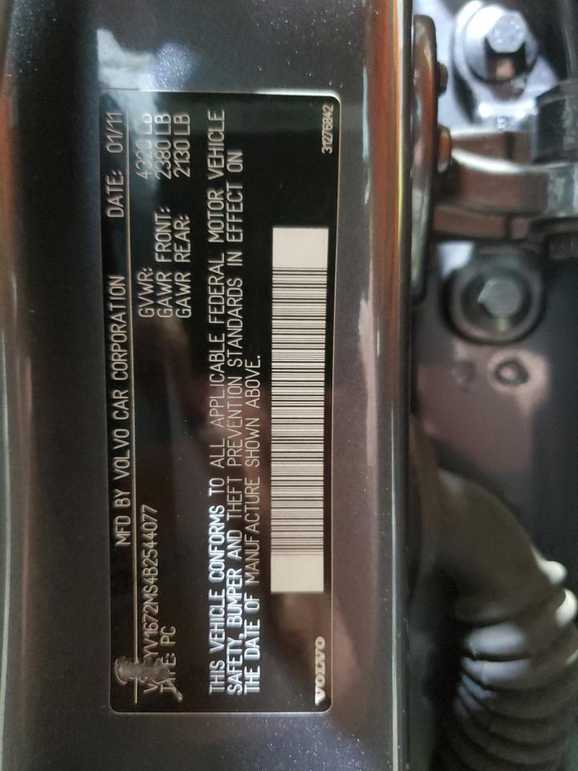 MFD BY VOLVO CAR CORPORATION DATE: 01/11
GVWR: 4320 LB
GAWR FRONT: 2380 LB
GAWR REAR: 2130 LB
YV1672MS4B2544077
TYPE: PC
THIS VEHICLE CONFORMS TO ALL APPLICABLE FEDERAL MOTOR VEHICLE
SAFETY, BUMPER AND THEFT PREVENTION STANDARDS IN EFFECT ON
THE DATE OF MANUFACTURE SHOWN ABOVE.
VOLVO
31276842